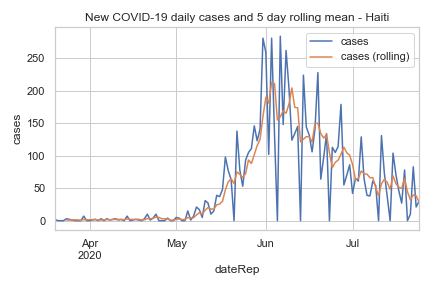 New COVID-19 daily cases and 5 day rolling mean - Haiti
cases
cases (rolling)
250
200
150
100
50
0
cases
Apr
2020
May
Jun
Jul
dateRep